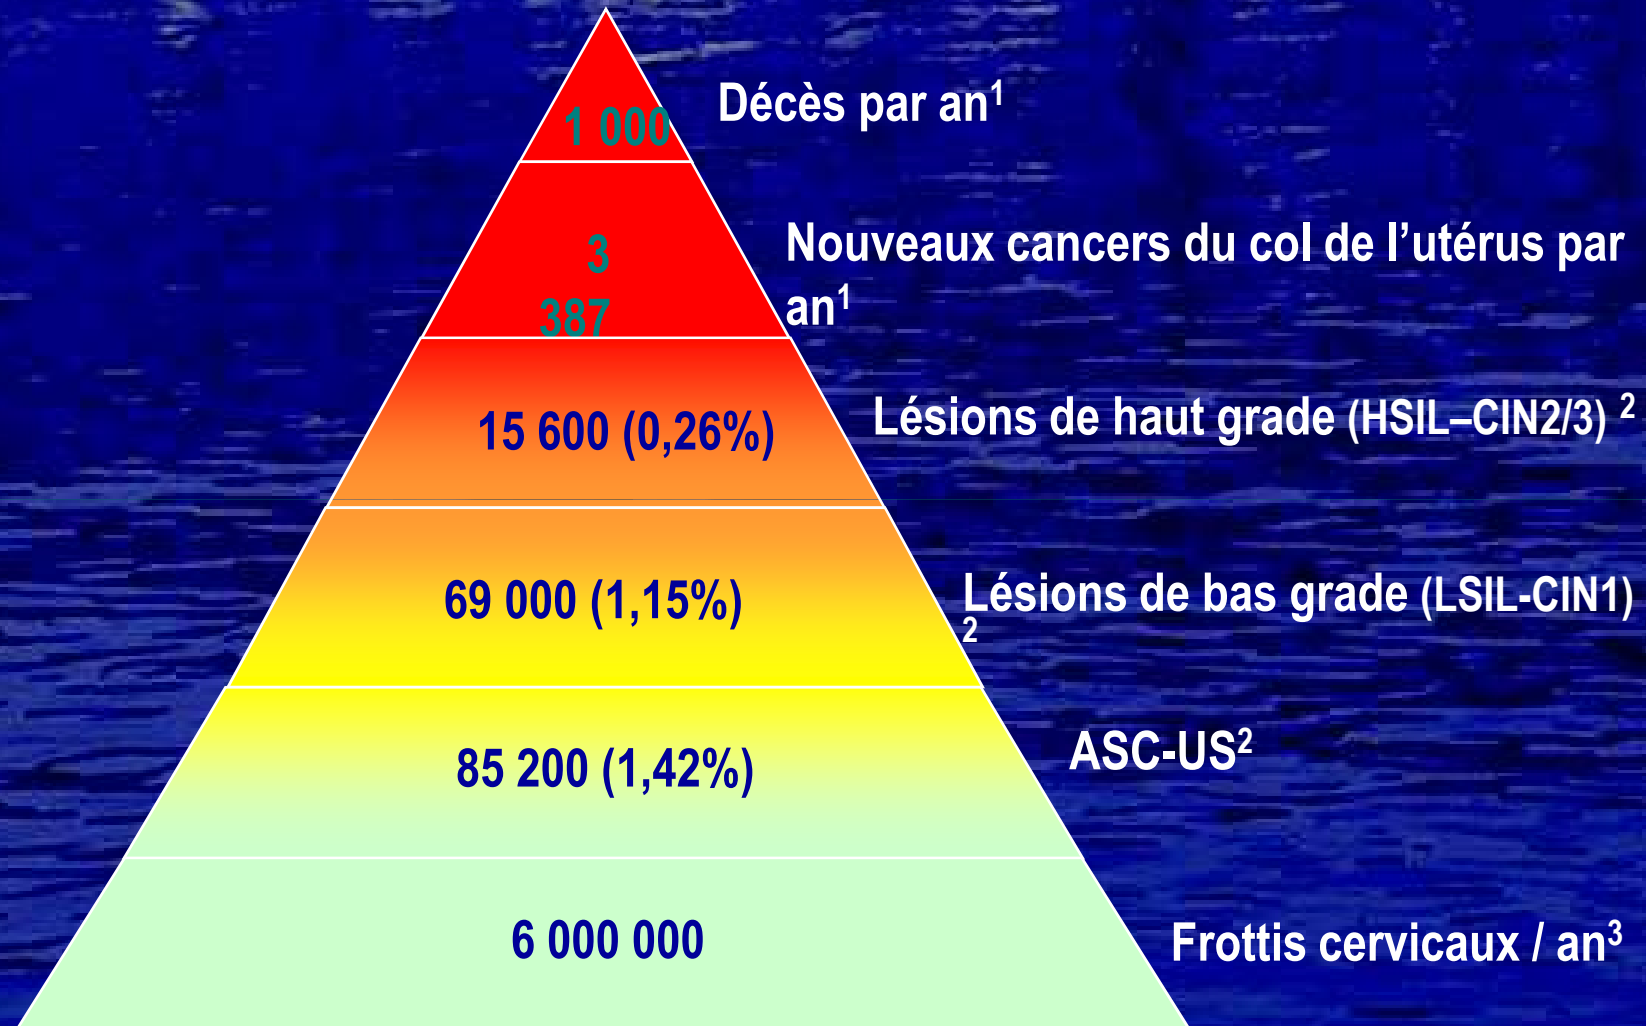 1 000
Décès par an¹
3
387
Nouveaux cancers du col de l’utérus par
an¹
15 600 (0,26%)
Lésions de haut grade (HSIL–CIN2/3) ²
69 000 (1,15%)
Lésions de bas grade (LSIL-CIN1)
²
85 200 (1,42%)
ASC-US²
6 000 000
Frottis cervicaux / an³